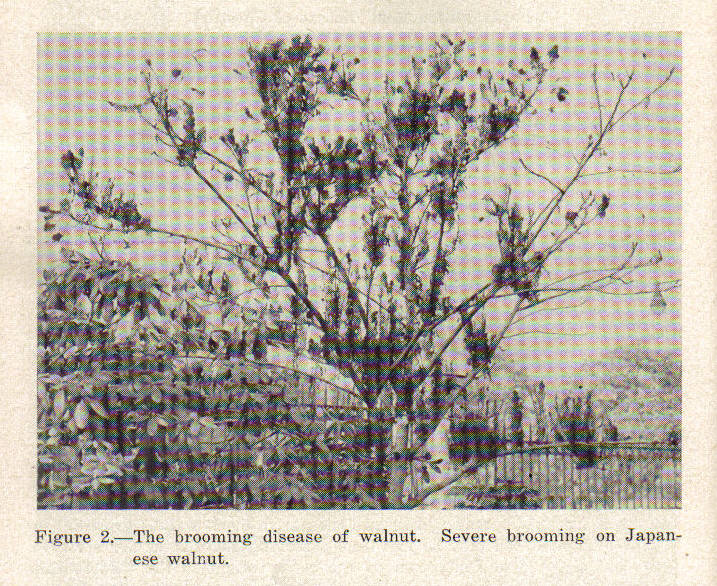 Figure 2.—The brooming disease of walnut. Severe brooming on Japan-
ese walnut.